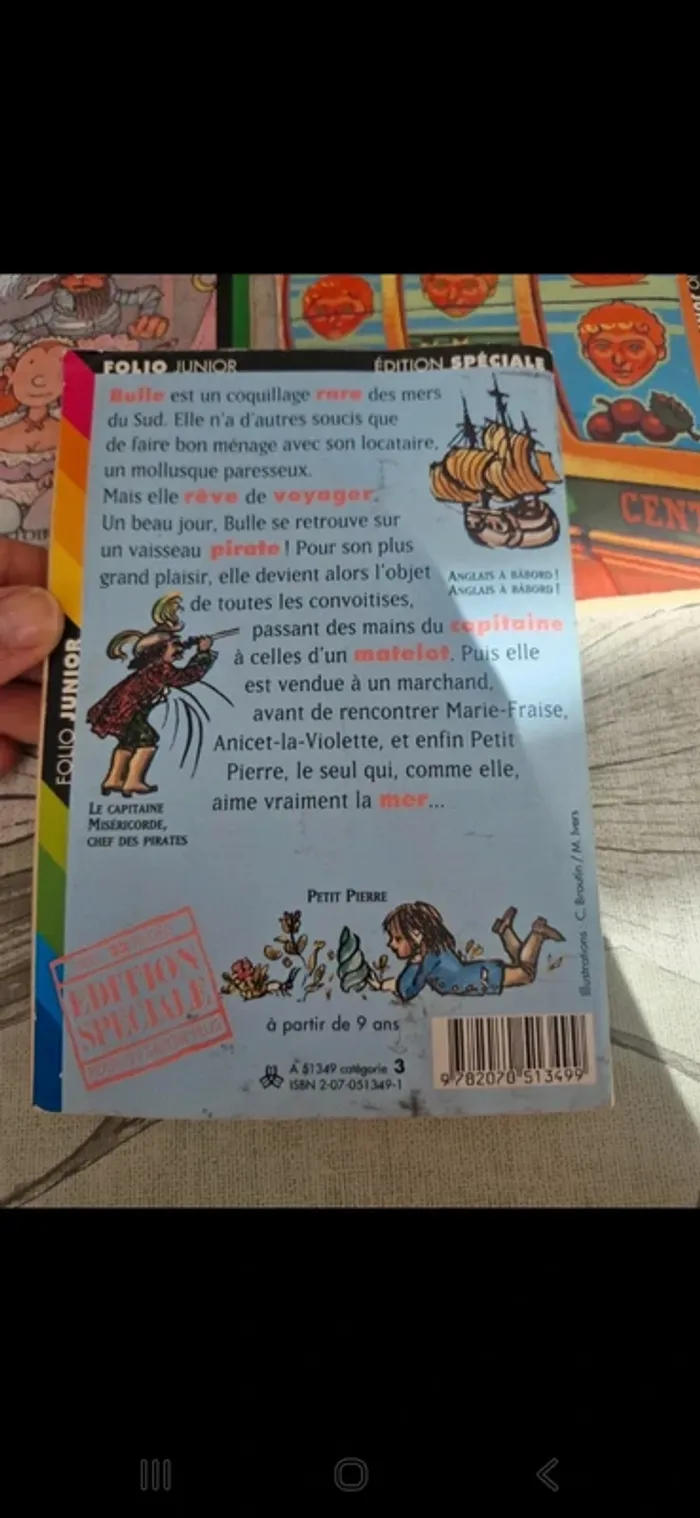 FOLIO JUNIOR
ÉDITION SPÉCIALE
Bulle est un coquillage rare des mers
du Sud. Elle n'a d'autres soucis que
de faire bon ménage avec son locataire,
un mollusque paresseux.
Mais elle rêve de voyager.
Un beau jour, Bulle se retrouve sur
un vaisseau pirate ! Pour son plus
grand plaisir, elle devient alors l'objet
de toutes les convoitises,
passant des mains du capitaine
à celles d'un matelot. Puis elle
est vendue à un marchand,
avant de rencontrer Marie-Fraise,
Anicet-la-Violette, et enfin Petit
Pierre, le seul qui, comme elle,
aime vraiment la mer...
ANGLAIS À BÂBORD !
ANGLAIS À BÂBORD !
LE CAPITAINE
MISÉRICORDE,
CHEF DES PIRATES
PETIT PIERRE
FOLIO JUNIOR
Illustrations : C. Broutin / M. Ivers
ÉDITION
SPÉCIALE
à partir de 9 ans
A 51349 catégorie 3
ISBN 2-07-051349-1
9 782070 513499
CENT